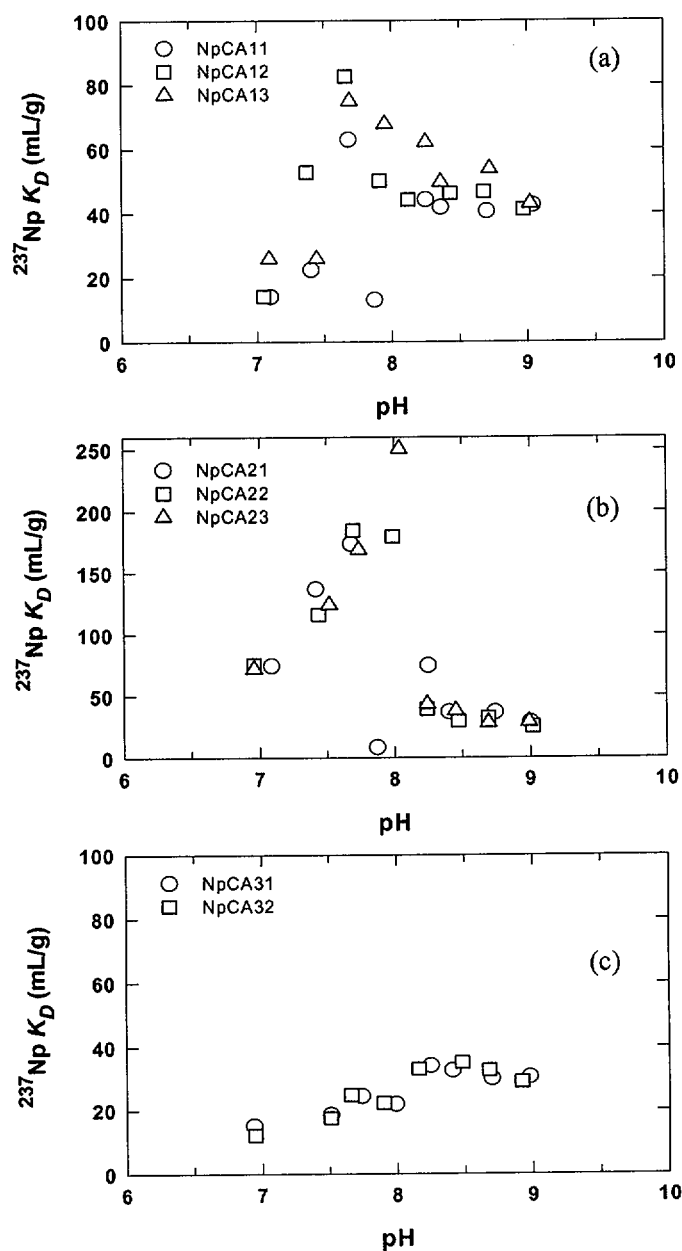 100
80
60
40
20
0
²³⁷Np K_D (mL/g)
NpCA11
NpCA12
NpCA13
(a)
6 7 8 9 10
pH
250
200
150
100
50
0
²³⁷Np K_D (mL/g)
NpCA21
NpCA22
NpCA23
(b)
6 7 8 9 10
pH
100
80
60
40
20
0
²³⁷Np K_D (mL/g)
NpCA31
NpCA32
(c)
6 7 8 9 10
pH